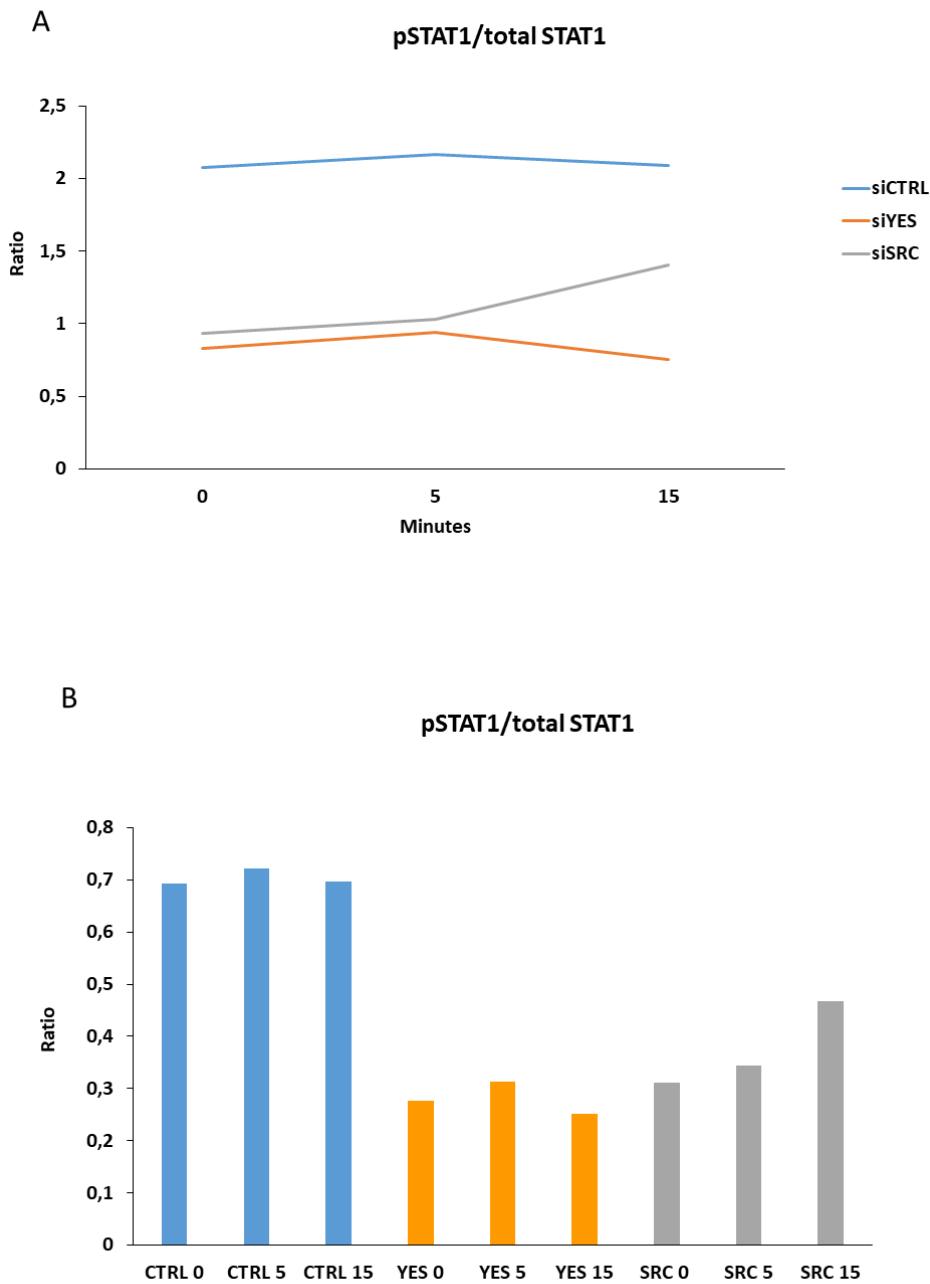 A
pSTAT1/total STAT1
2,5
2
1,5
1
0,5
0
Ratio
0 5 15
Minutes
siCTRL
siYES
siSRC
B
pSTAT1/total STAT1
0,8
0,7
0,6
0,5
0,4
0,3
0,2
0,1
0
Ratio
CTRL 0 CTRL 5 CTRL 15 YES 0 YES 5 YES 15 SRC 0 SRC 5 SRC 15